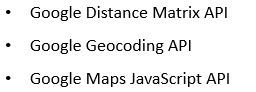 • Google Distance Matrix API
• Google Geocoding API
• Google Maps JavaScript API